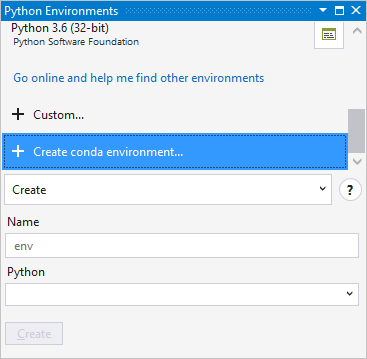 Python Environments
Python 3.6 (32-bit)
Python Software Foundation
Go online and help me find other environments
Custom...
Create conda environment...
Create
?
Name
env
Python
Create